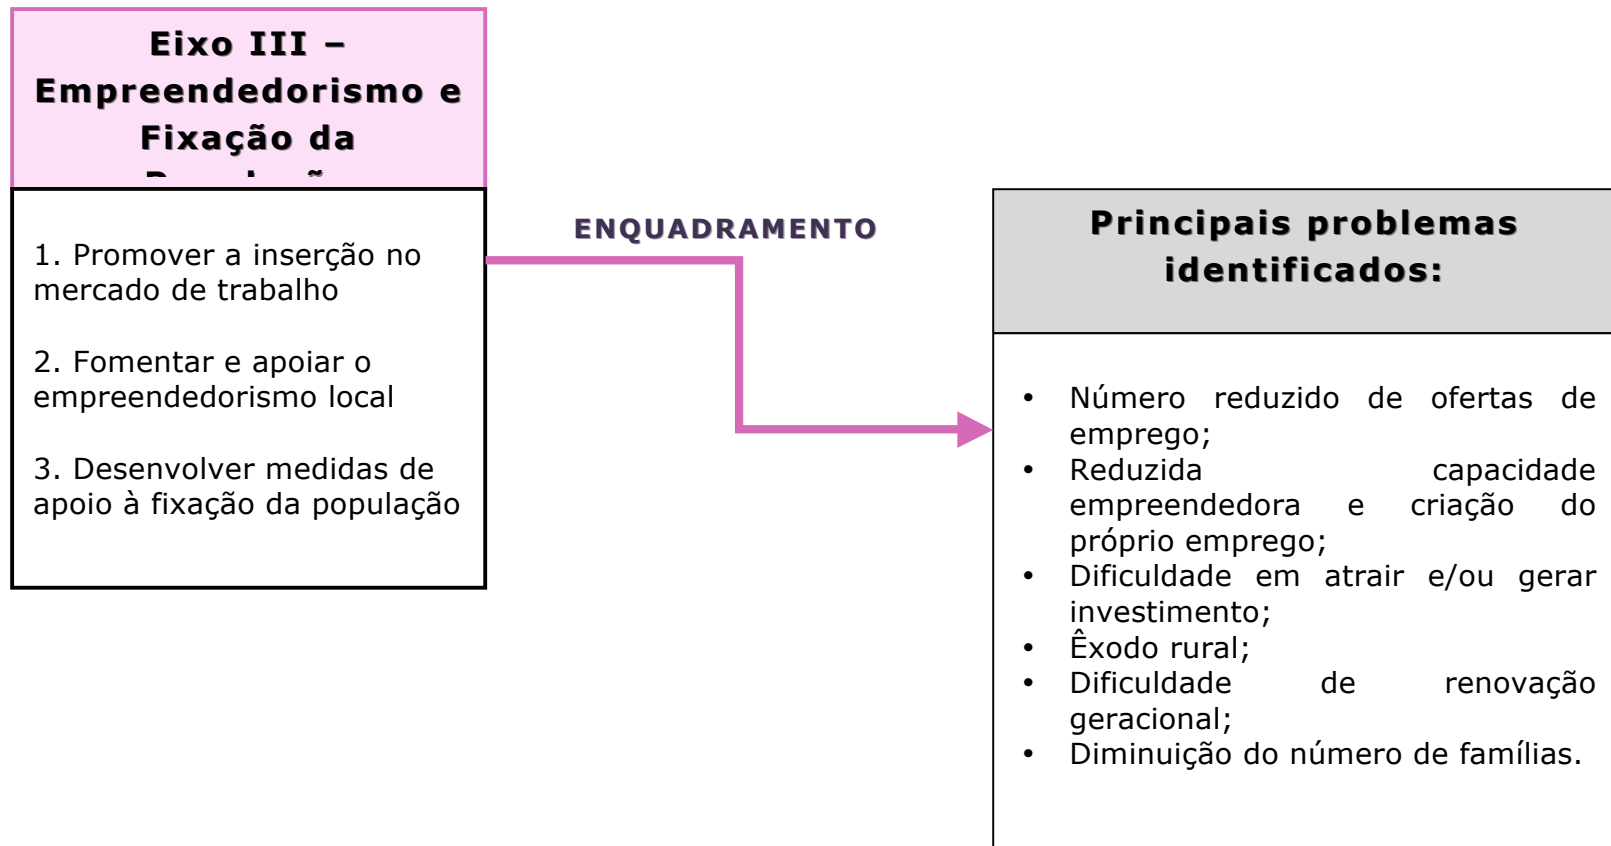 Eixo III –
Empreendedorismo e
Fixação da
1. Promover a inserção no
mercado de trabalho
2. Fomentar e apoiar o
empreendedorismo local
3. Desenvolver medidas de
apoio à fixação da população
ENQUADRAMENTO
Principais problemas
identificados:
• Número reduzido de ofertas de
emprego;
• Reduzida capacidade
empreendedora e criação do
próprio emprego;
• Dificuldade em atrair e/ou gerar
investimento;
• Êxodo rural;
• Dificuldade de renovação
geracional;
• Diminuição do número de famílias.